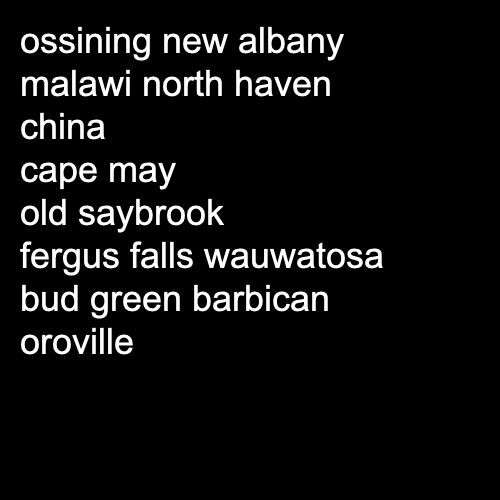 ossining new albany
malawi north haven
china
cape may
old saybrook
fergus falls wauwatosa
bud green barbican
oroville